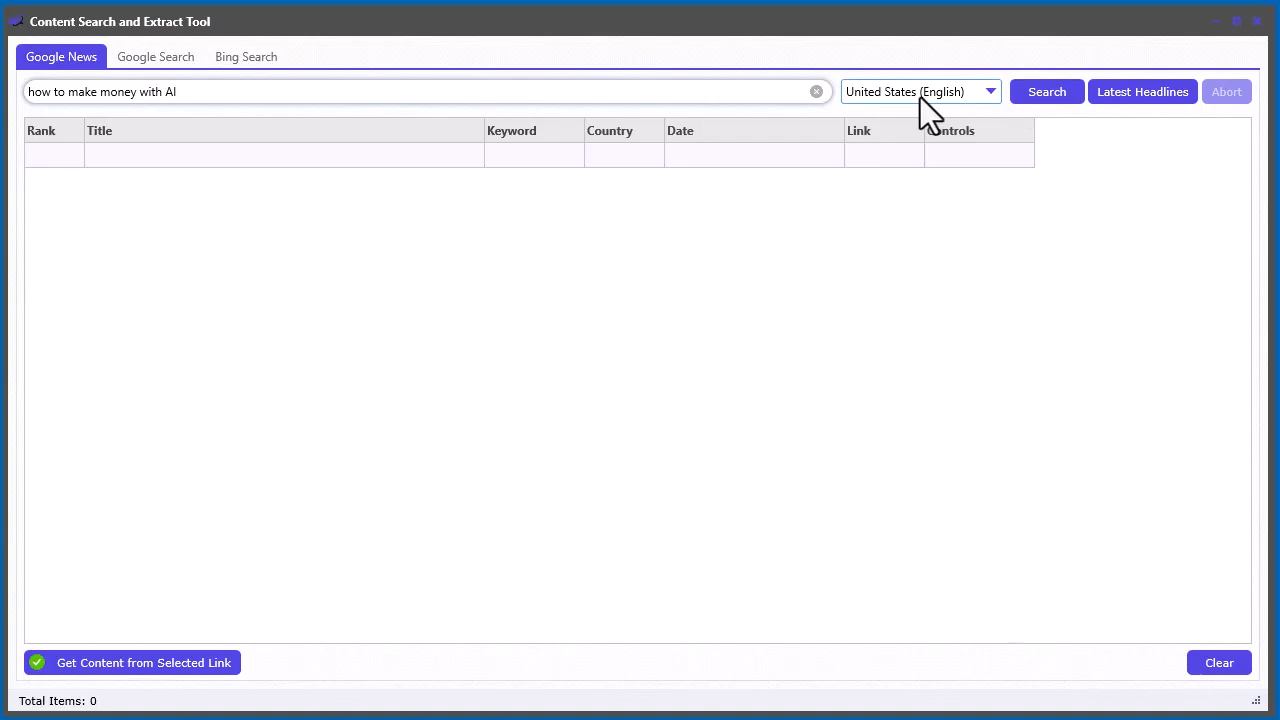 Content Search and Extract Tool
Google News Google Search Bing Search
how to make money with AI United States (English) Search Latest Headlines Abort
Rank Title Keyword Country Date Link ontrols
Get Content from Selected Link Clear
Total Items: 0